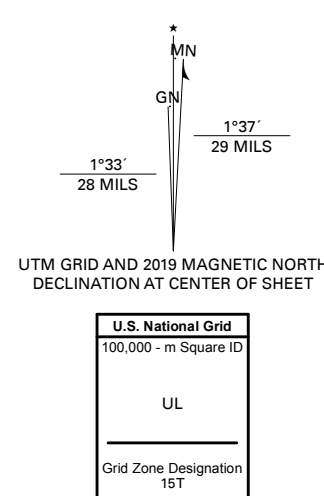 ★
MN
GN
1°37´
29 MILS
1°33´
28 MILS
UTM GRID AND 2019 MAGNETIC NORTH
DECLINATION AT CENTER OF SHEET
U.S. National Grid
100,000 - m Square ID
UL
Grid Zone Designation
15T